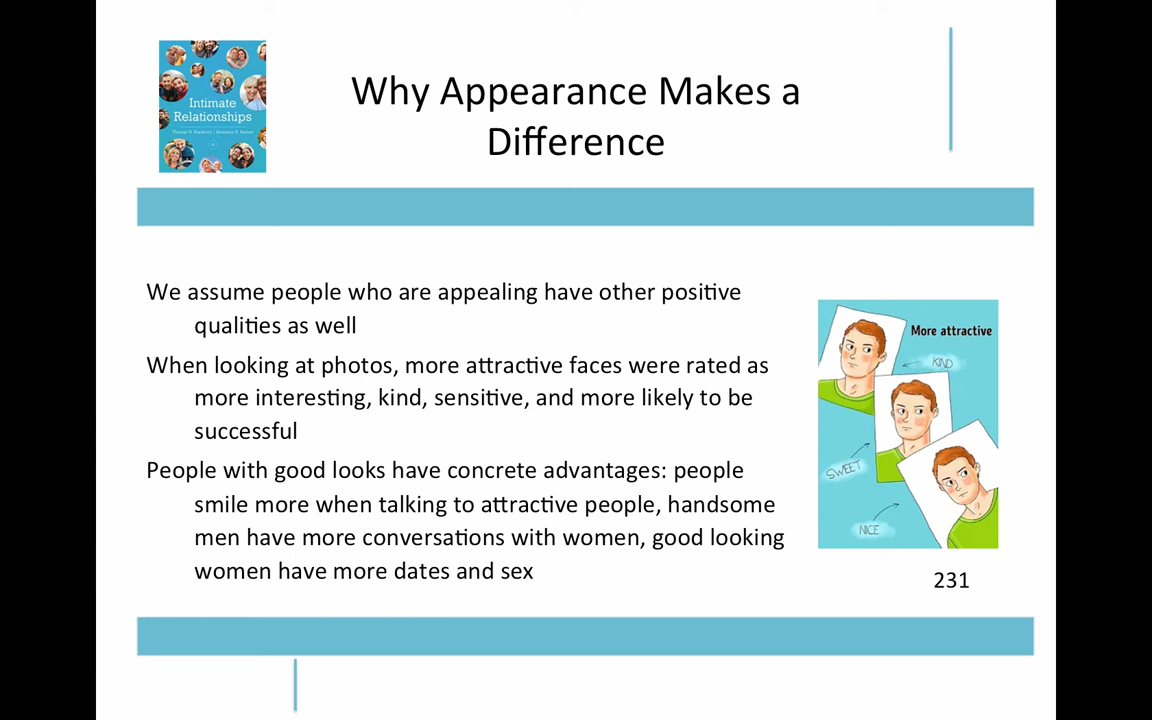 Intimate
Relationships
Why Appearance Makes a
Difference
We assume people who are appealing have other positive
qualities as well
When looking at photos, more attractive faces were rated as
more interesting, kind, sensitive, and more likely to be
successful
People with good looks have concrete advantages: people
smile more when talking to attractive people, handsome
men have more conversations with women, good looking
women have more dates and sex
More attractive
KIND
SWEET
NICE
231